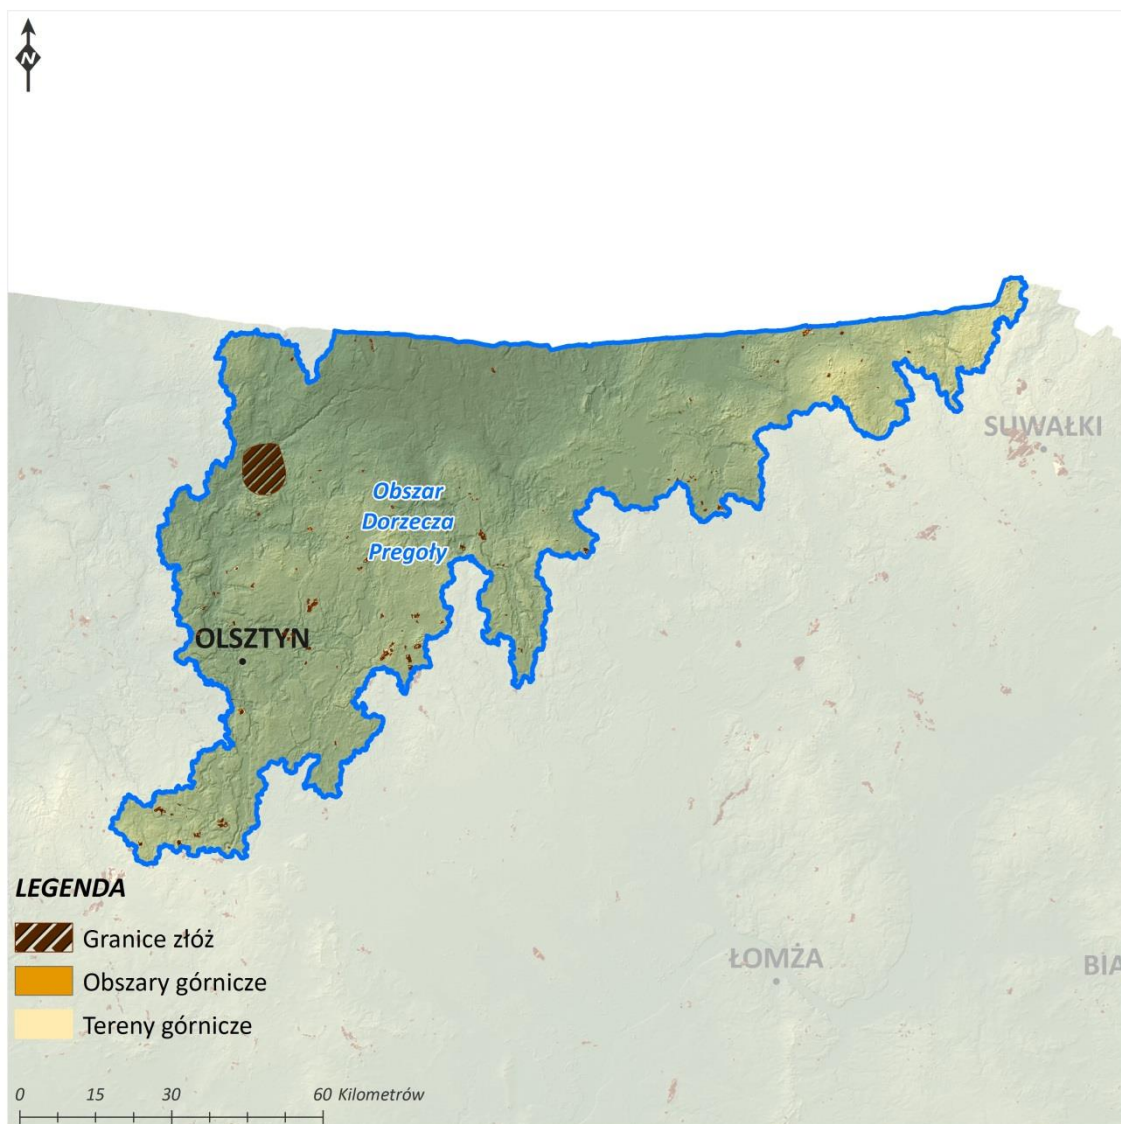 N
SUWAŁKI
Obszar
Dorzecza
Pregoły
OLSZTYN
ŁOMŻA
BIA
LEGENDA
Granice złóż
Obszary górnicze
Tereny górnicze
0 15 30 60 Kilometrów